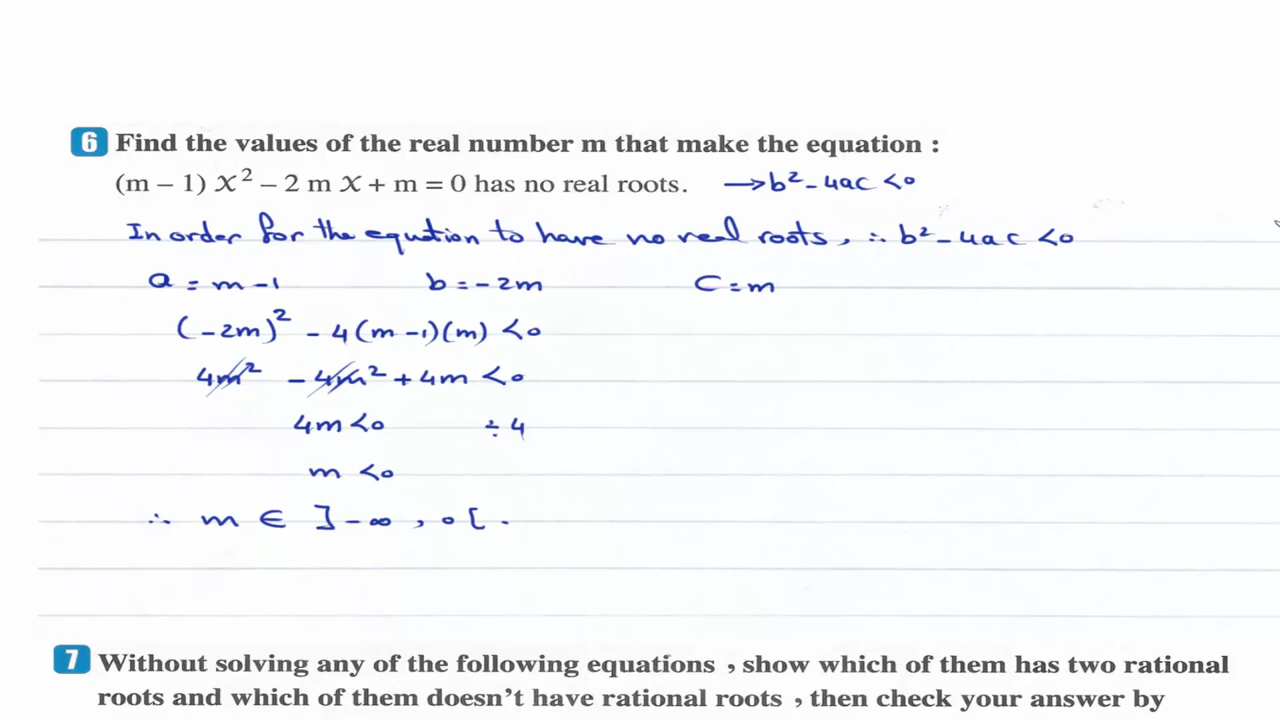 6 Find the values of the real number m that make the equation :
(m – 1) x² – 2 m x + m = 0 has no real roots. → b² - 4ac < 0
In order for the equation to have no real roots, ∴ b² - 4ac < 0
a = m - 1 b = - 2m C = m
(-2m)² - 4(m - 1)(m) < 0
4m² - 4m² + 4m < 0
4m < 0 ÷ 4
m < 0
∴ m ∈ ]-∞ , 0[ .
7 Without solving any of the following equations , show which of them has two rational
roots and which of them doesn't have rational roots , then check your answer by